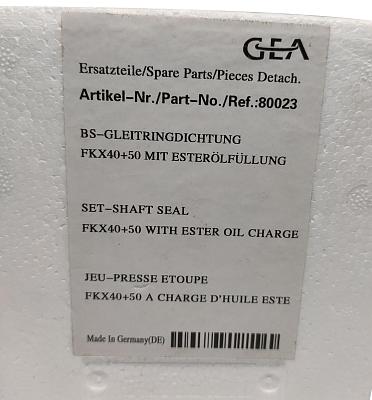 GEA
Ersatzteile/Spare Parts/Pieces Detach.
Artikel-Nr./Part-No./Ref.:80023
BS-GLEITRINGDICHTUNG
FKX40+50 MIT ESTERÖLFÜLLUNG
SET-SHAFT SEAL
FKX40+50 WITH ESTER OIL CHARGE
JEU-PRESSE ETOUPE
FKX40+50 A CHARGE D'HUILE ESTE
Made In Germany(DE)